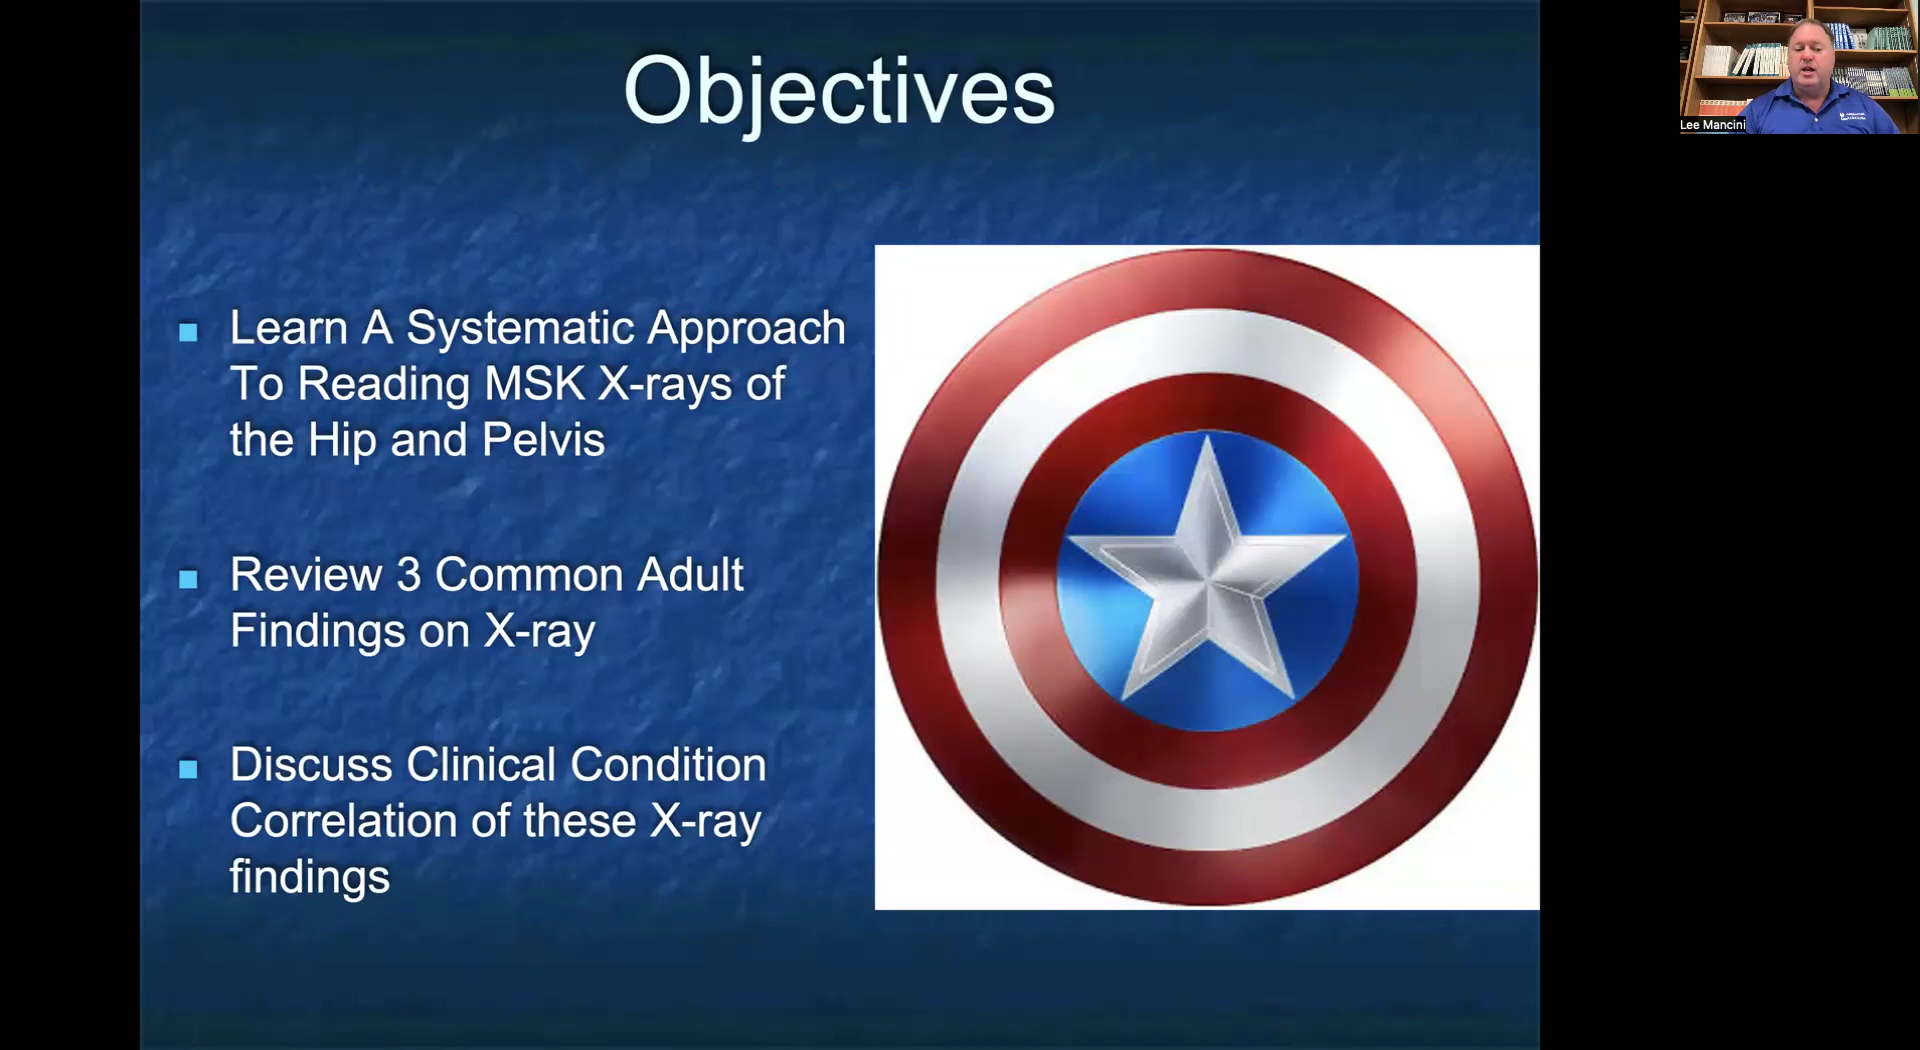 Objectives
Learn A Systematic Approach
To Reading MSK X-rays of
the Hip and Pelvis
Review 3 Common Adult
Findings on X-ray
Discuss Clinical Condition
Correlation of these X-ray
findings
Lee Mancini